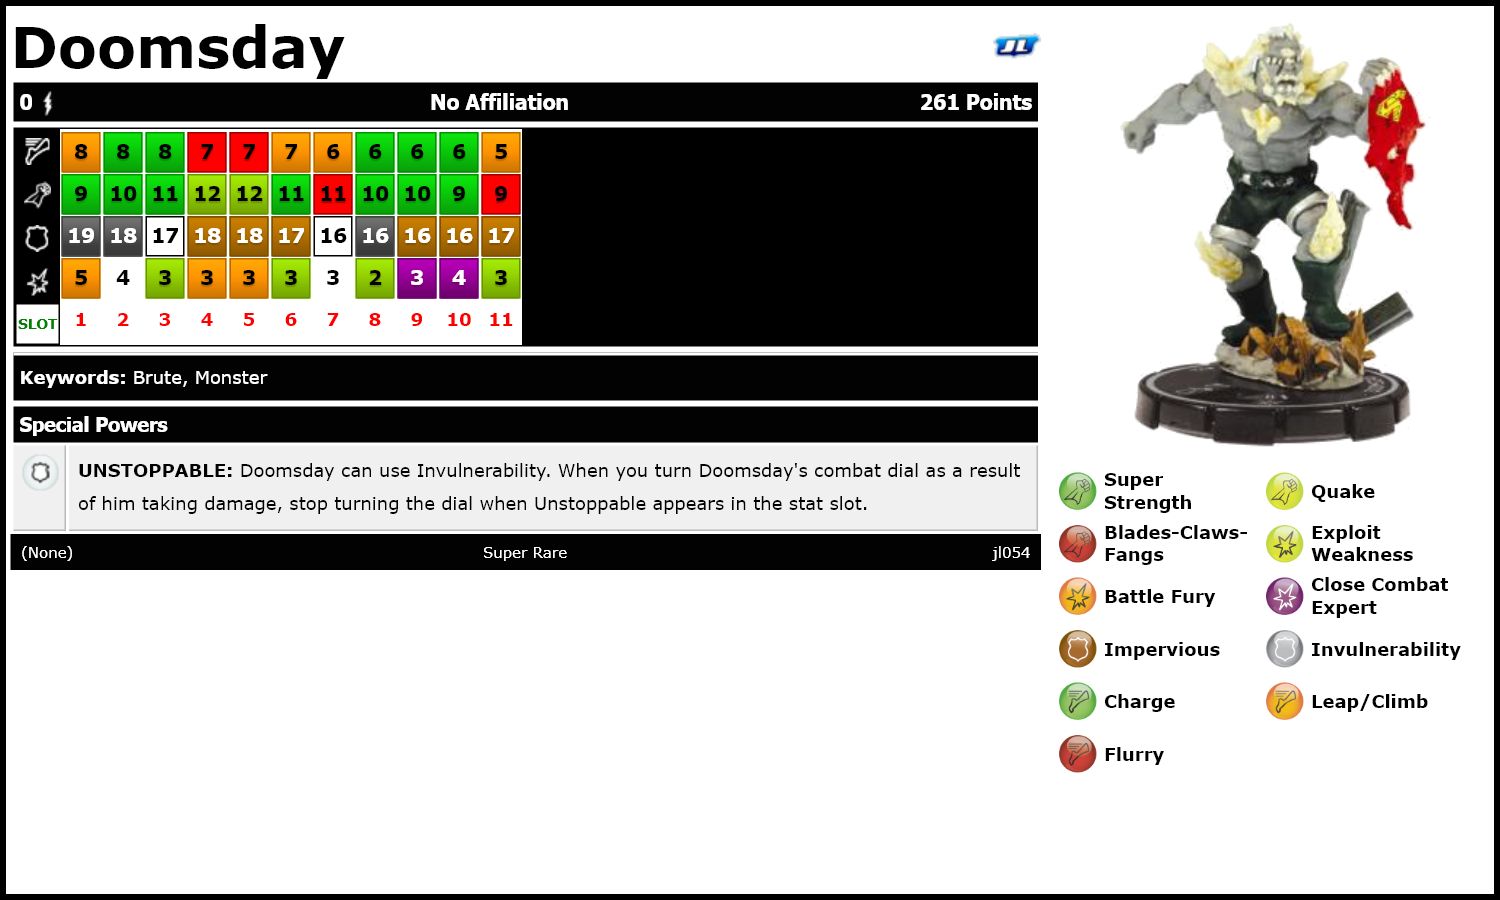 Doomsday
JL
0 No Affiliation 261 Points
8 8 8 7 7 7 6 6 6 6 5
9 10 11 12 12 11 11 10 10 9 9
19 18 17 18 18 17 16 16 16 16 17
5 4 3 3 3 3 3 2 3 4 3
SLOT 1 2 3 4 5 6 7 8 9 10 11
Keywords: Brute, Monster
Special Powers
UNSTOPPABLE: Doomsday can use Invulnerability. When you turn Doomsday's combat dial as a result
of him taking damage, stop turning the dial when Unstoppable appears in the stat slot.
(None) Super Rare jl054
Super
Strength
Quake
Blades-Claws-
Fangs
Exploit
Weakness
Battle Fury
Close Combat
Expert
Impervious
Invulnerability
Charge
Leap/Climb
Flurry